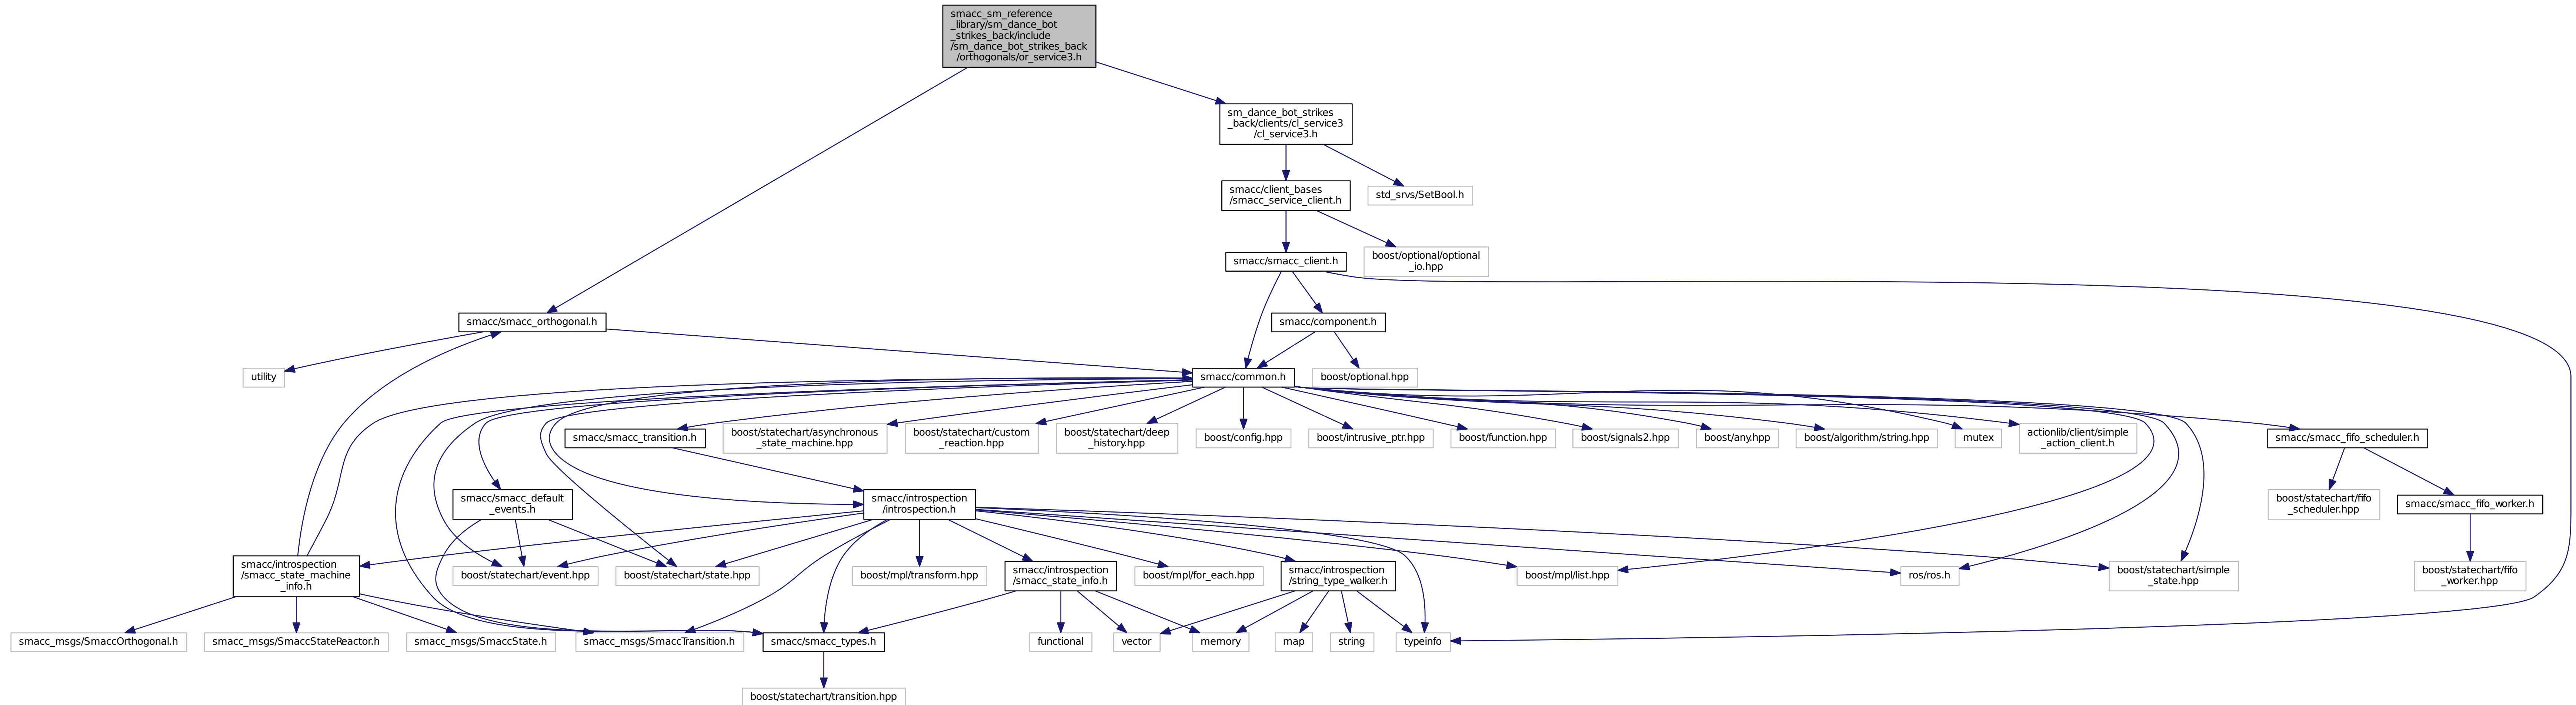 smacc_sm_reference
_library/sm_dance_bot
_strikes_back/include
/sm_dance_bot_strikes_back
/orthogonals/or_service3.h
sm_dance_bot_strikes
_back/clients/cl_service3
/cl_service3.h
smacc/client_bases
/smacc_service_client.h
std_srvs/SetBool.h
smacc/smacc_client.h
boost/optional/optional
_io.hpp
smacc/smacc_orthogonal.h
smacc/component.h
utility
smacc/common.h
boost/optional.hpp
smacc/smacc_transition.h
boost/statechart/asynchronous
_state_machine.hpp
boost/statechart/custom
_reaction.hpp
boost/statechart/deep
_history.hpp
boost/config.hpp
boost/intrusive_ptr.hpp
boost/function.hpp
boost/signals2.hpp
boost/any.hpp
boost/algorithm/string.hpp
mutex
actionlib/client/simple
_action_client.h
smacc/smacc_fifo_scheduler.h
smacc/smacc_default
_events.h
smacc/introspection
/introspection.h
boost/statechart/fifo
_scheduler.hpp
smacc/smacc_fifo_worker.h
smacc/introspection
/smacc_state_machine
_info.h
boost/statechart/event.hpp
boost/statechart/state.hpp
boost/mpl/transform.hpp
smacc/introspection
/smacc_state_info.h
boost/mpl/for_each.hpp
smacc/introspection
/string_type_walker.h
boost/mpl/list.hpp
ros/ros.h
boost/statechart/simple
_state.hpp
boost/statechart/fifo
_worker.hpp
smacc_msgs/SmaccOrthogonal.h
smacc_msgs/SmaccStateReactor.h
smacc_msgs/SmaccState.h
smacc_msgs/SmaccTransition.h
smacc/smacc_types.h
functional
vector
memory
map
string
typeinfo
boost/statechart/transition.hpp